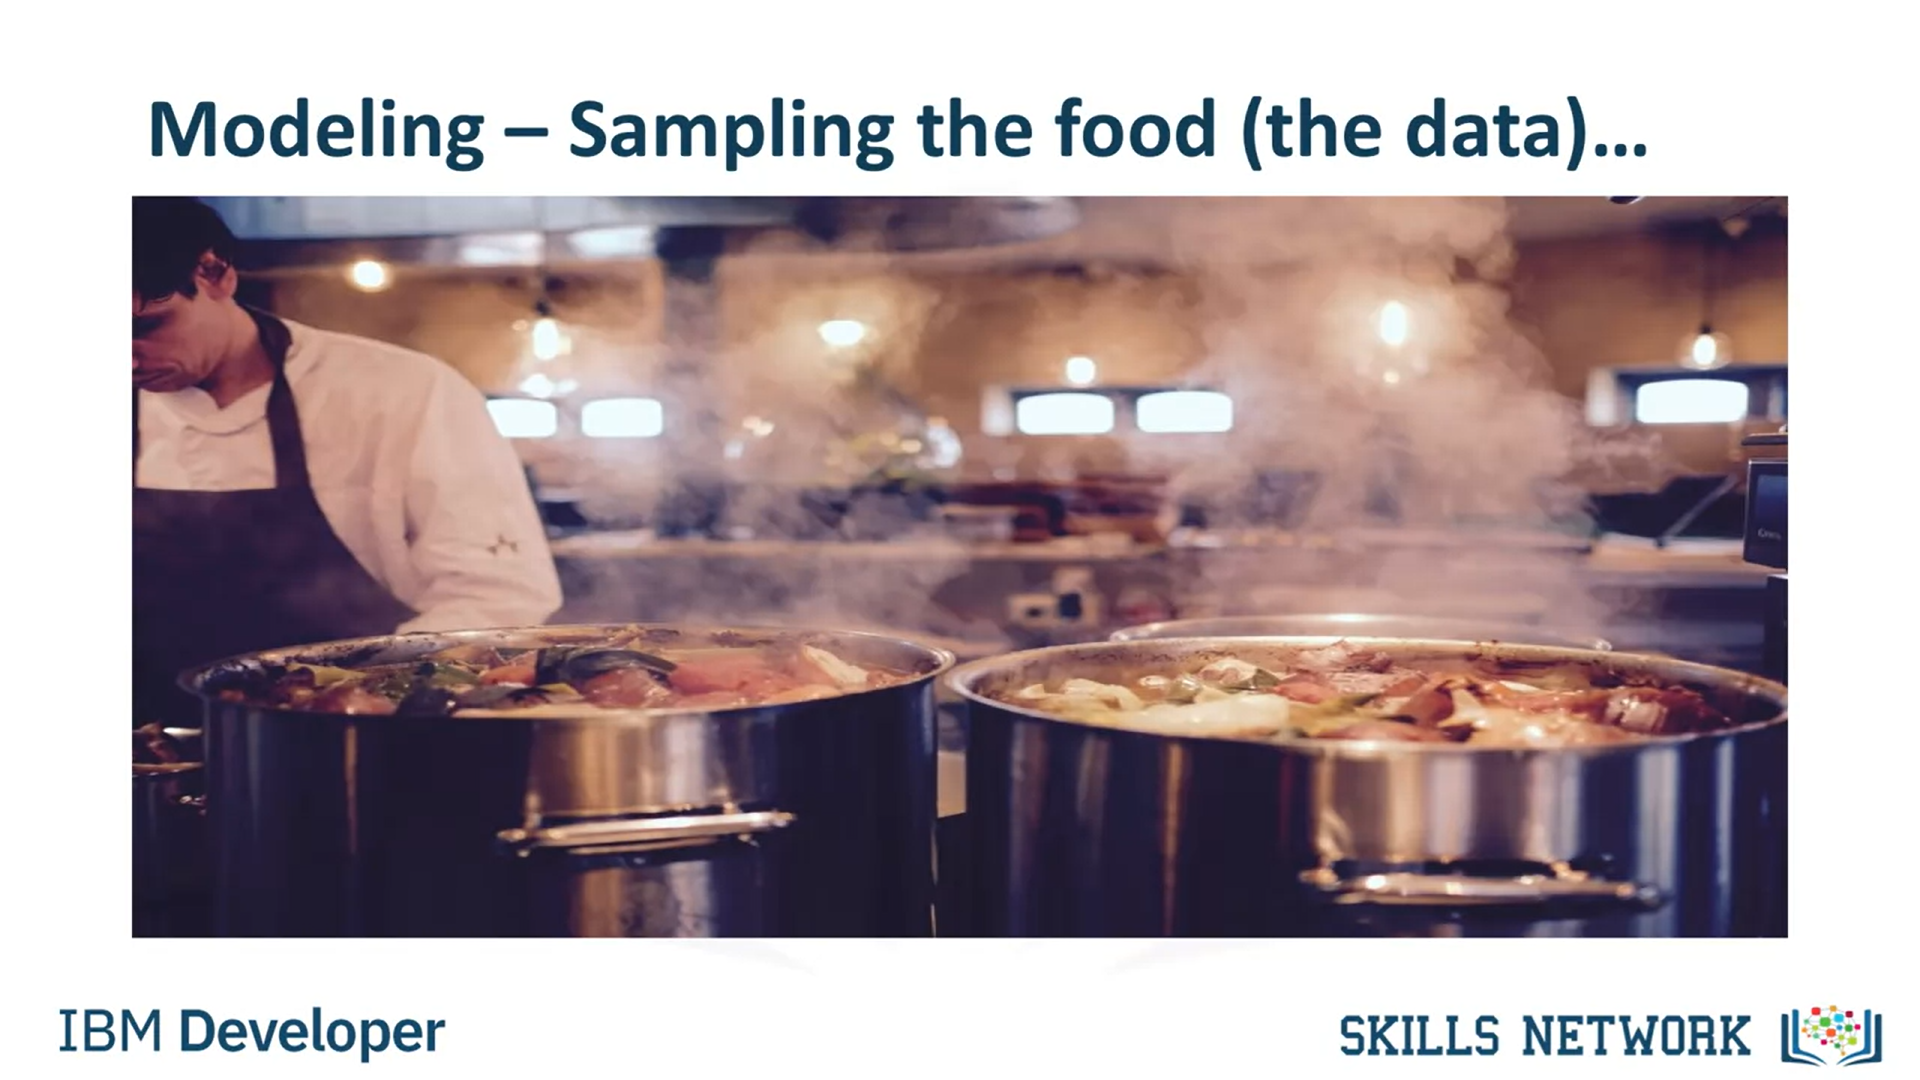 Modeling – Sampling the food (the data)...
IBM Developer
SKILLS NETWORK